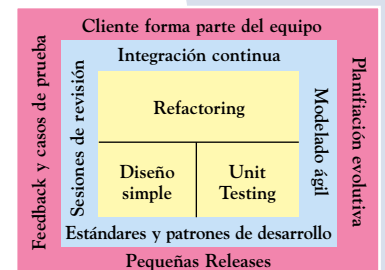 Cliente forma parte del equipo
Integración continua
Feedback y casos de prueba
Sesiones de revisión
Refactoring
Diseño
simple
Unit
Testing
Modelado ágil
Planifiación evolutiva
Estándares y patrones de desarrollo
Pequeñas Releases